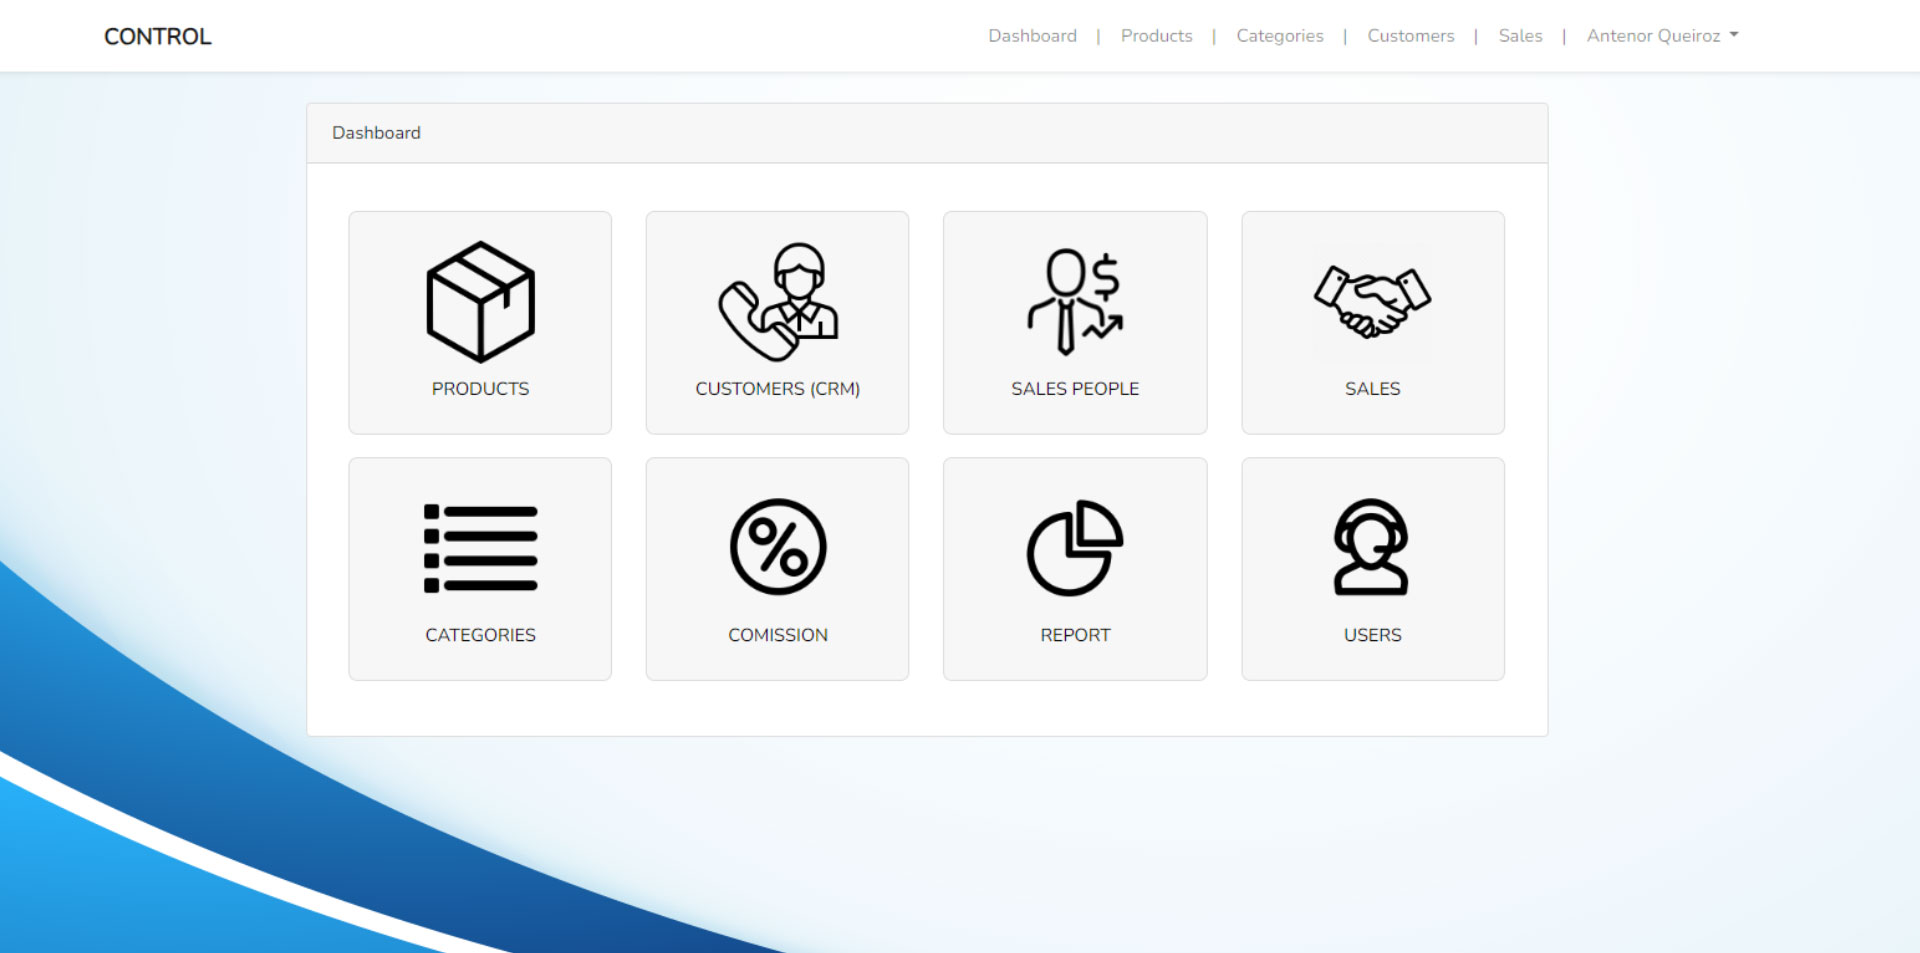 CONTROL
Dashboard | Products | Categories | Customers | Sales | Antenor Queiroz
Dashboard
PRODUCTS
CUSTOMERS (CRM)
SALES PEOPLE
SALES
CATEGORIES
COMISSION
REPORT
USERS